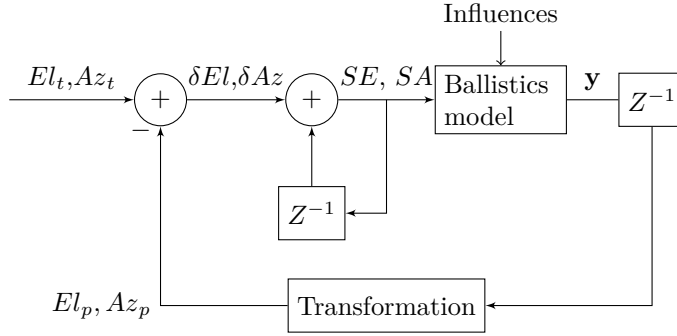 Influences
El_t, Az_t
+
−
δEl,δAz
+
SE, SA
Ballistics
model
y
Z^{-1}
Z^{-1}
El_p, Az_p
Transformation